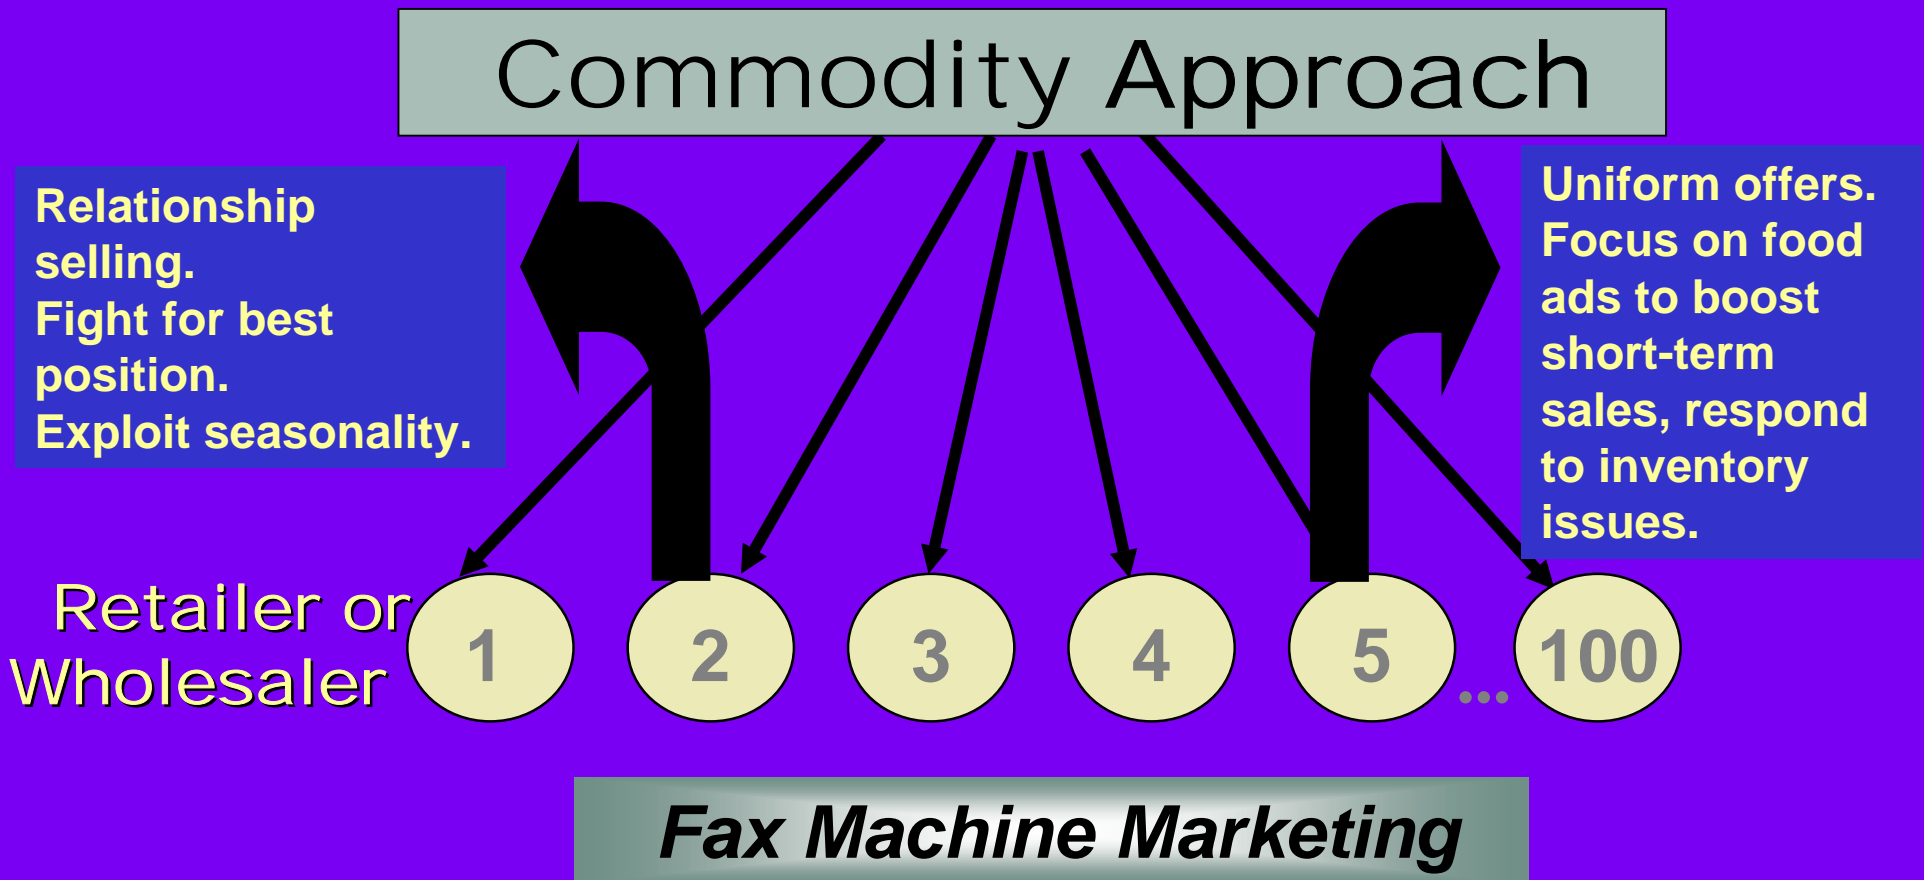 Commodity Approach
Relationship
selling.
Fight for best
position.
Exploit seasonality.
Uniform offers.
Focus on food
ads to boost
short-term
sales, respond
to inventory
issues.
Retailer or
Wholesaler
1 2 3 4 5 ... 100
Fax Machine Marketing